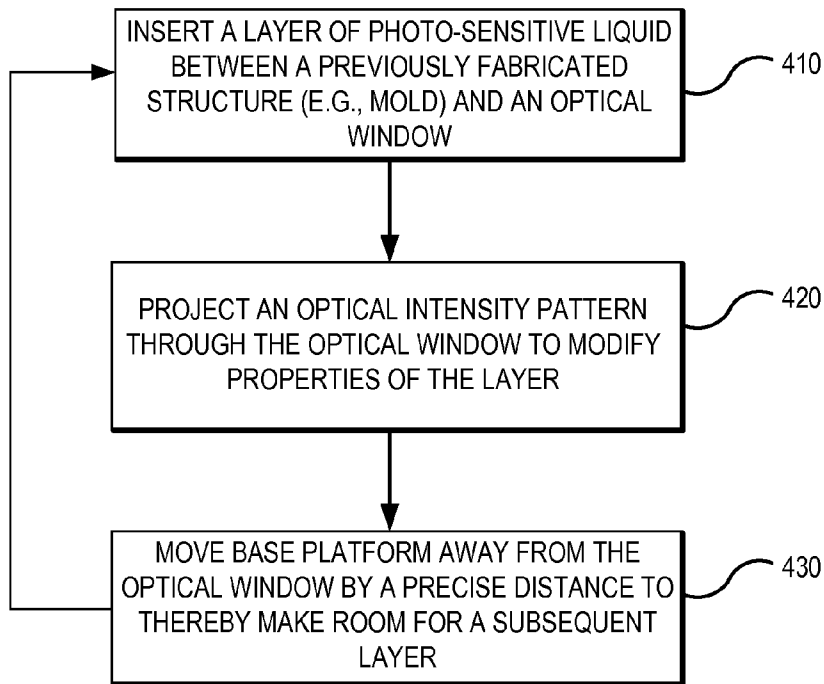 INSERT A LAYER OF PHOTO-SENSITIVE LIQUID
BETWEEN A PREVIOUSLY FABRICATED
STRUCTURE (E.G., MOLD) AND AN OPTICAL
WINDOW
410
PROJECT AN OPTICAL INTENSITY PATTERN
THROUGH THE OPTICAL WINDOW TO MODIFY
PROPERTIES OF THE LAYER
420
MOVE BASE PLATFORM AWAY FROM THE
OPTICAL WINDOW BY A PRECISE DISTANCE TO
THEREBY MAKE ROOM FOR A SUBSEQUENT
LAYER
430